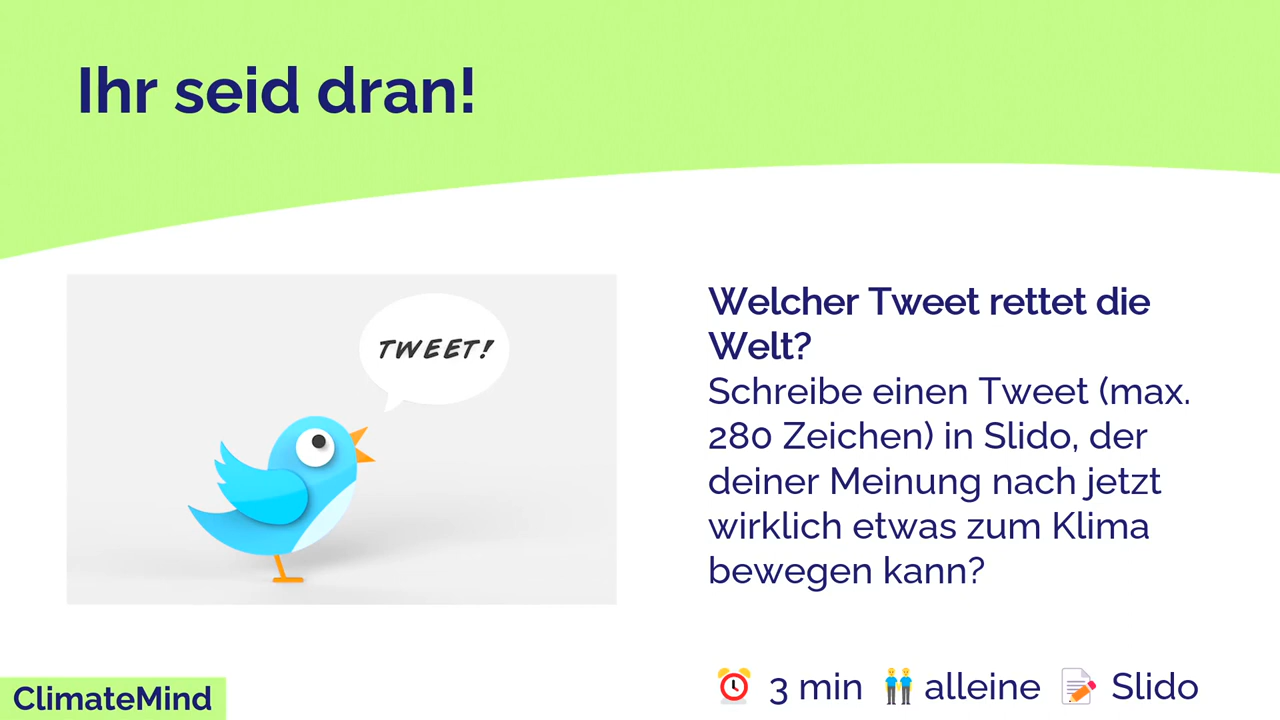 Ihr seid dran!
TWEET!
Welcher Tweet rettet die
Welt?
Schreibe einen Tweet (max.
280 Zeichen) in Slido, der
deiner Meinung nach jetzt
wirklich etwas zum Klima
bewegen kann?
3 min alleine Slido
ClimateMind